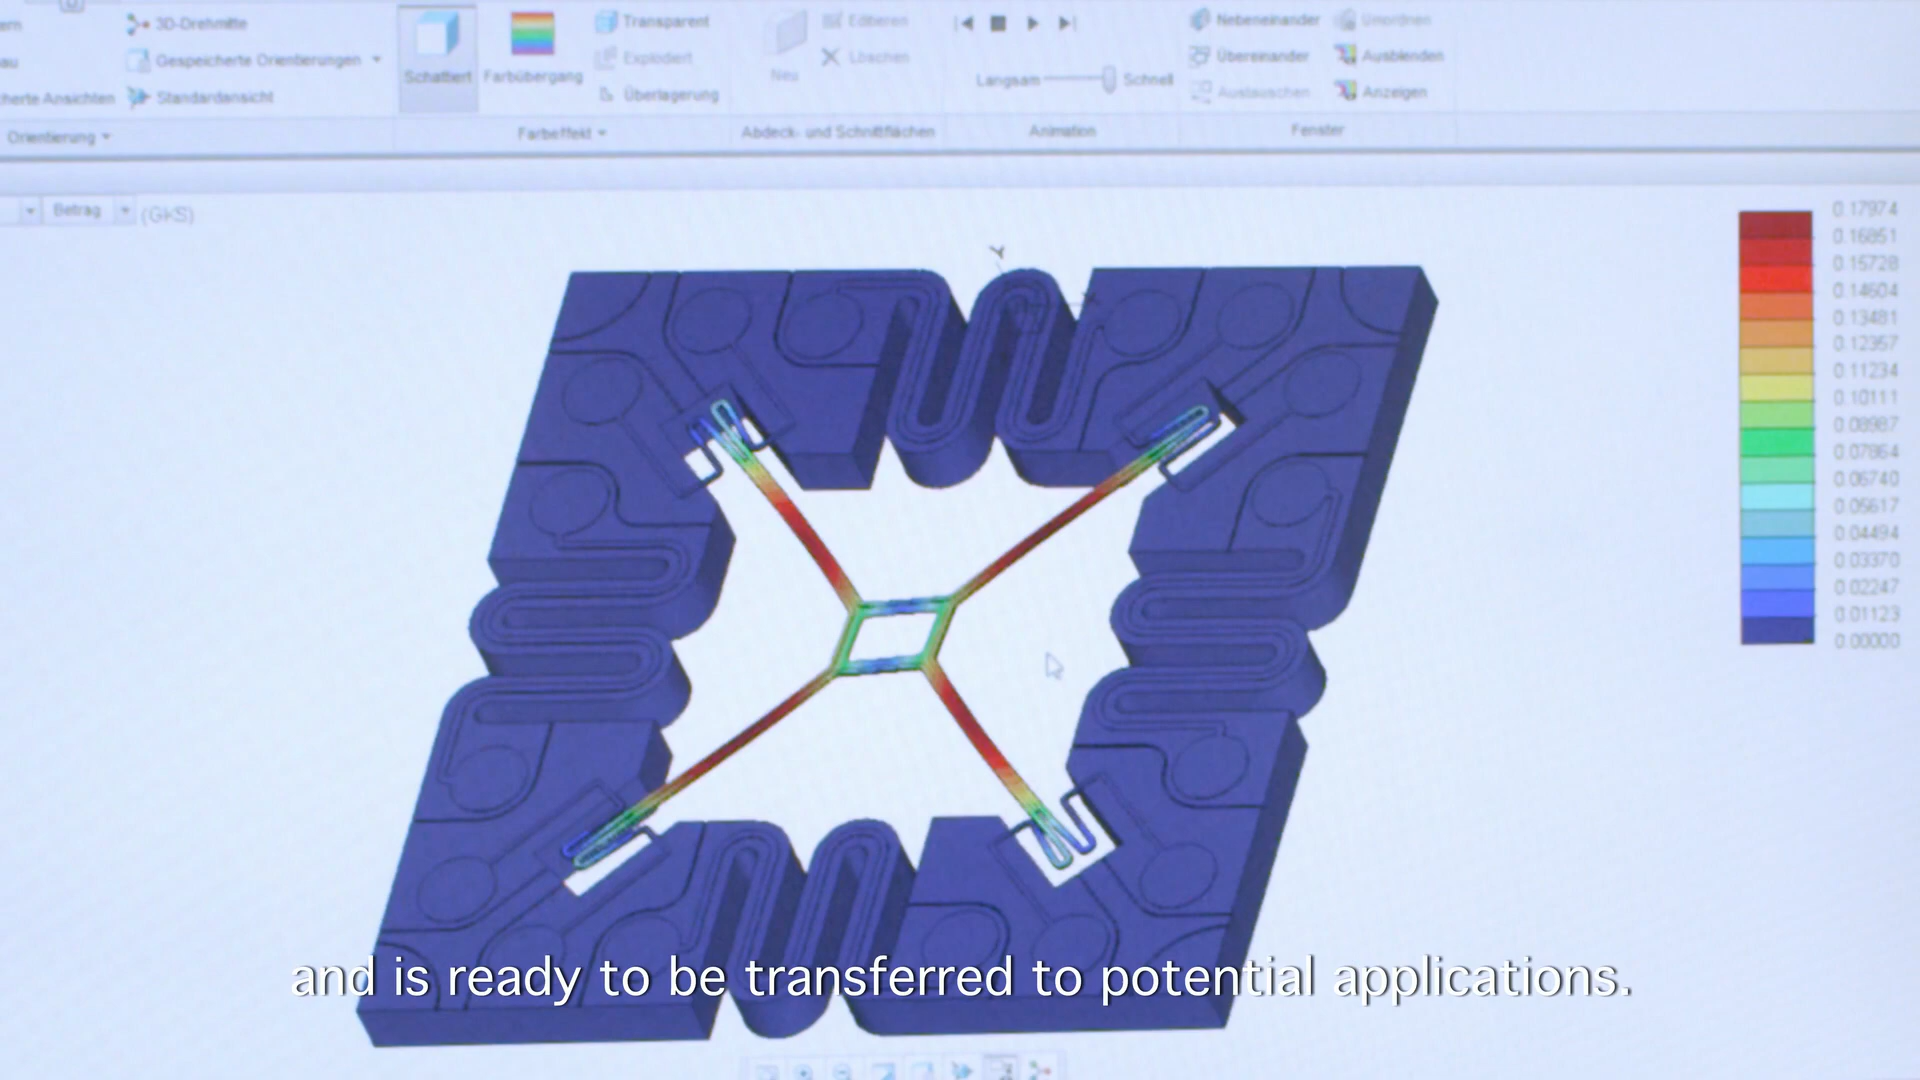 3D-Drehmitte
Gespeicherte Orientierungen
cherte Ansichten
Standardansicht
Orientierung
Schattiert
Farbübergang
Transparent
Explodiert
Überlagerung
Farbeffekt
Neu
Editieren
Löschen
Abdeck- und Schnittflächen
Langsam
Schnell
Animation
Nebeneinander
Übereinander
Austauschen
Umordnen
Ausblenden
Anzeigen
Fenster
Betrag
(GKS)
Y
0.17974
0.16851
0.15728
0.14604
0.13481
0.12357
0.11234
0.10111
0.08987
0.07864
0.06740
0.05617
0.04494
0.03370
0.02247
0.01123
0.00000
and is ready to be transferred to potential applications.